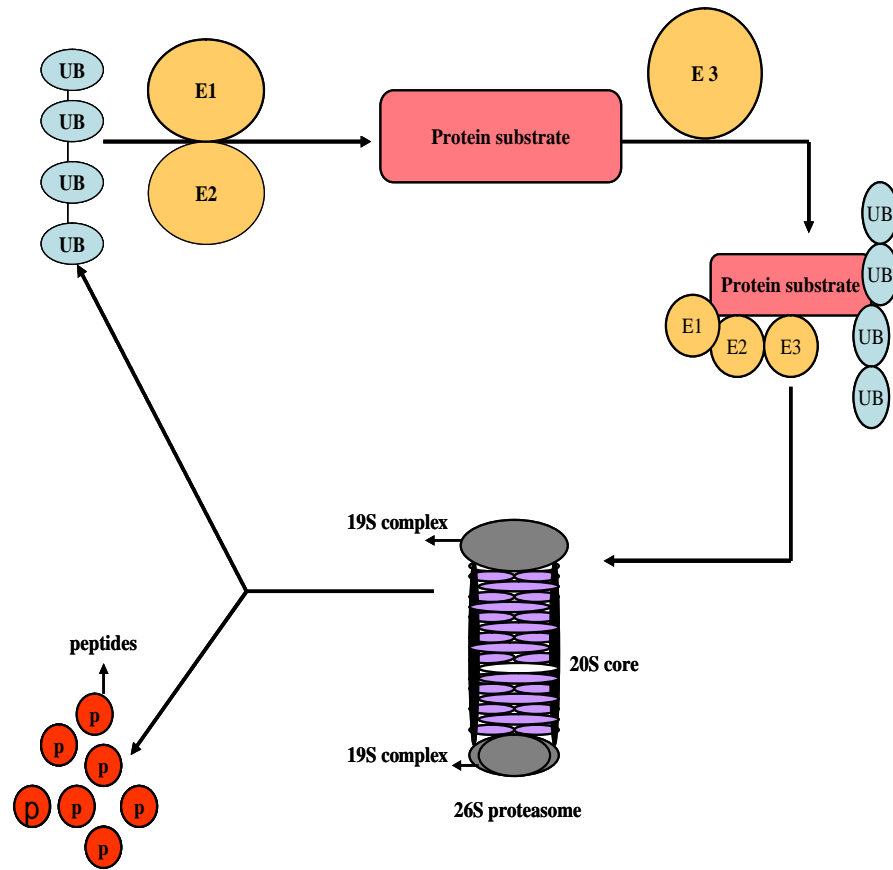 UB
UB
UB
UB
E1
E2
Protein substrate
E 3
UB
UB
UB
UB
Protein substrate
E1
E2
E3
19S complex
20S core
19S complex
26S proteasome
peptides
p
p
p
p
p
p
p